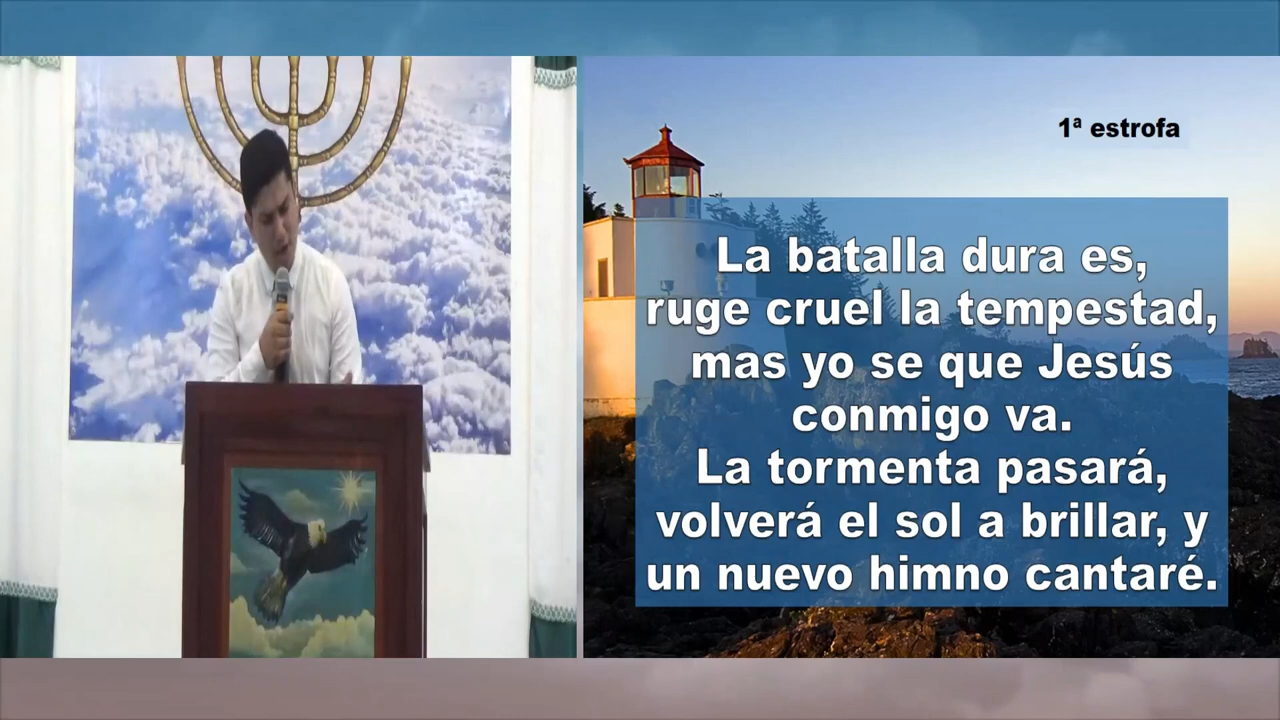 1ª estrofa
La batalla dura es,
ruge cruel la tempestad,
mas yo se que Jesús
conmigo va.
La tormenta pasará,
volverá el sol a brillar, y
un nuevo himno cantaré.